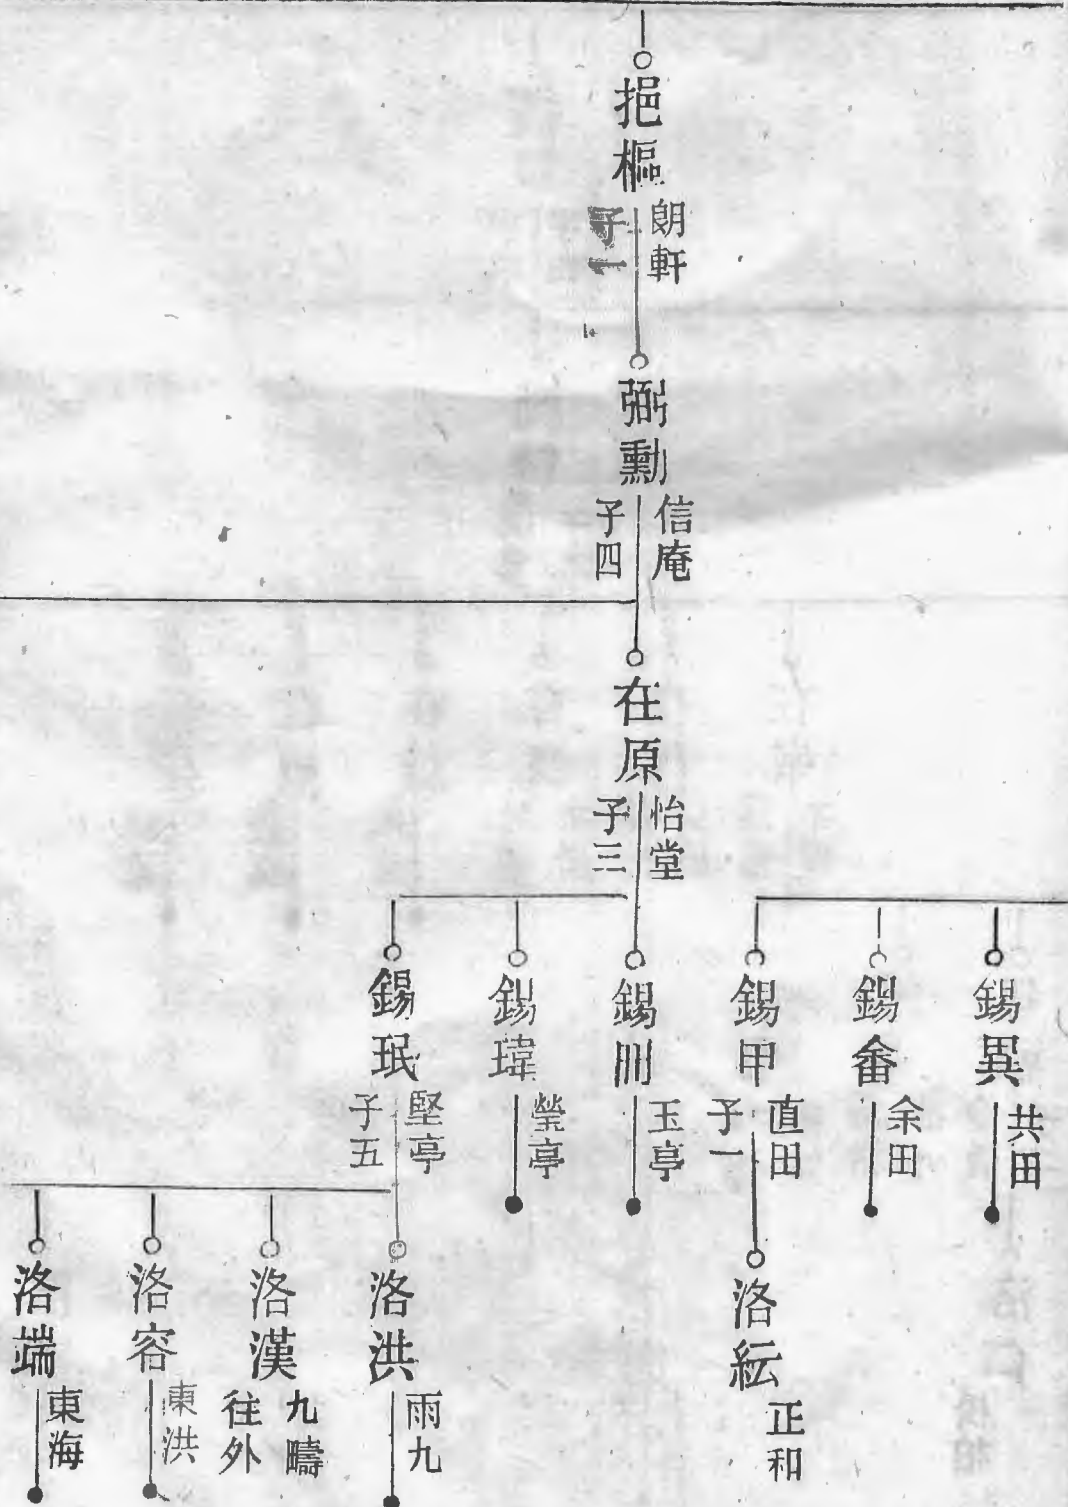 挹樞
朗軒
子一
弼勳
信庵
子四
在原
怡堂
子三
錫異
共田
錫畬
余田
錫甲
直田
子一
錫川
玉亭
錫瑋
瑩亭
錫珉
堅亭
子五
洛紜
正和
洛洪
雨九
洛漢
九疇
往外
洛容
東洪
洛端
東海